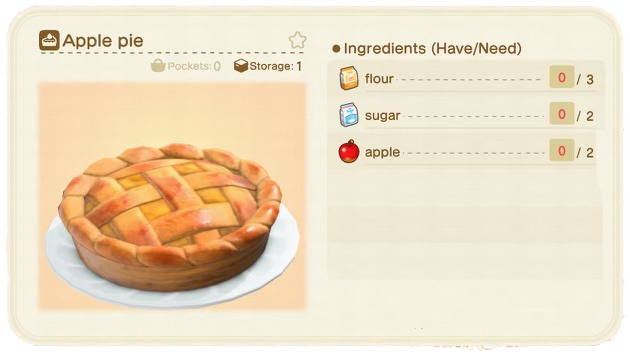 Apple pie
Pockets: 0 Storage: 1
Ingredients (Have/Need)
flour 0 / 3
sugar 0 / 2
apple 0 / 2